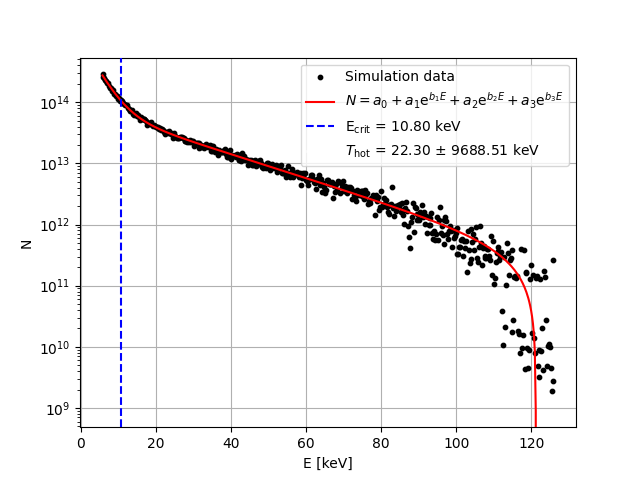 Simulation data
N = a₀ + a₁e^{b₁E} + a₂e^{b₂E} + a₃e^{b₃E}
E_crit = 10.80 keV
T_hot = 22.30 ± 9688.51 keV
10¹⁴
10¹³
10¹²
10¹¹
10¹⁰
10⁹
N
0 20 40 60 80 100 120
E [keV]